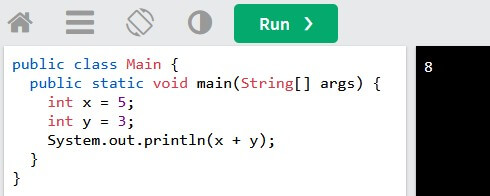 Run ❯
public class Main {
  public static void main(String[] args) {
    int x = 5;
    int y = 3;
    System.out.println(x + y);
  }
}
8